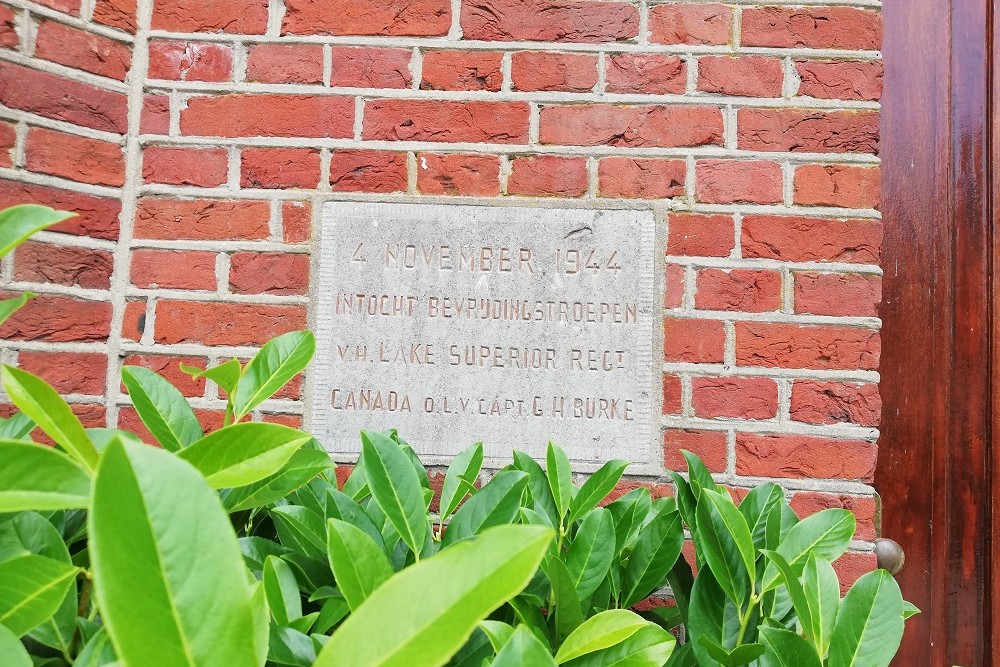 4 NOVEMBER 1944
INTOCHT BEVRIJDINGSTROEPEN
V.H. LAKE SUPERIOR REGT
CANADA O.L.V. CAPT. G H BURKE